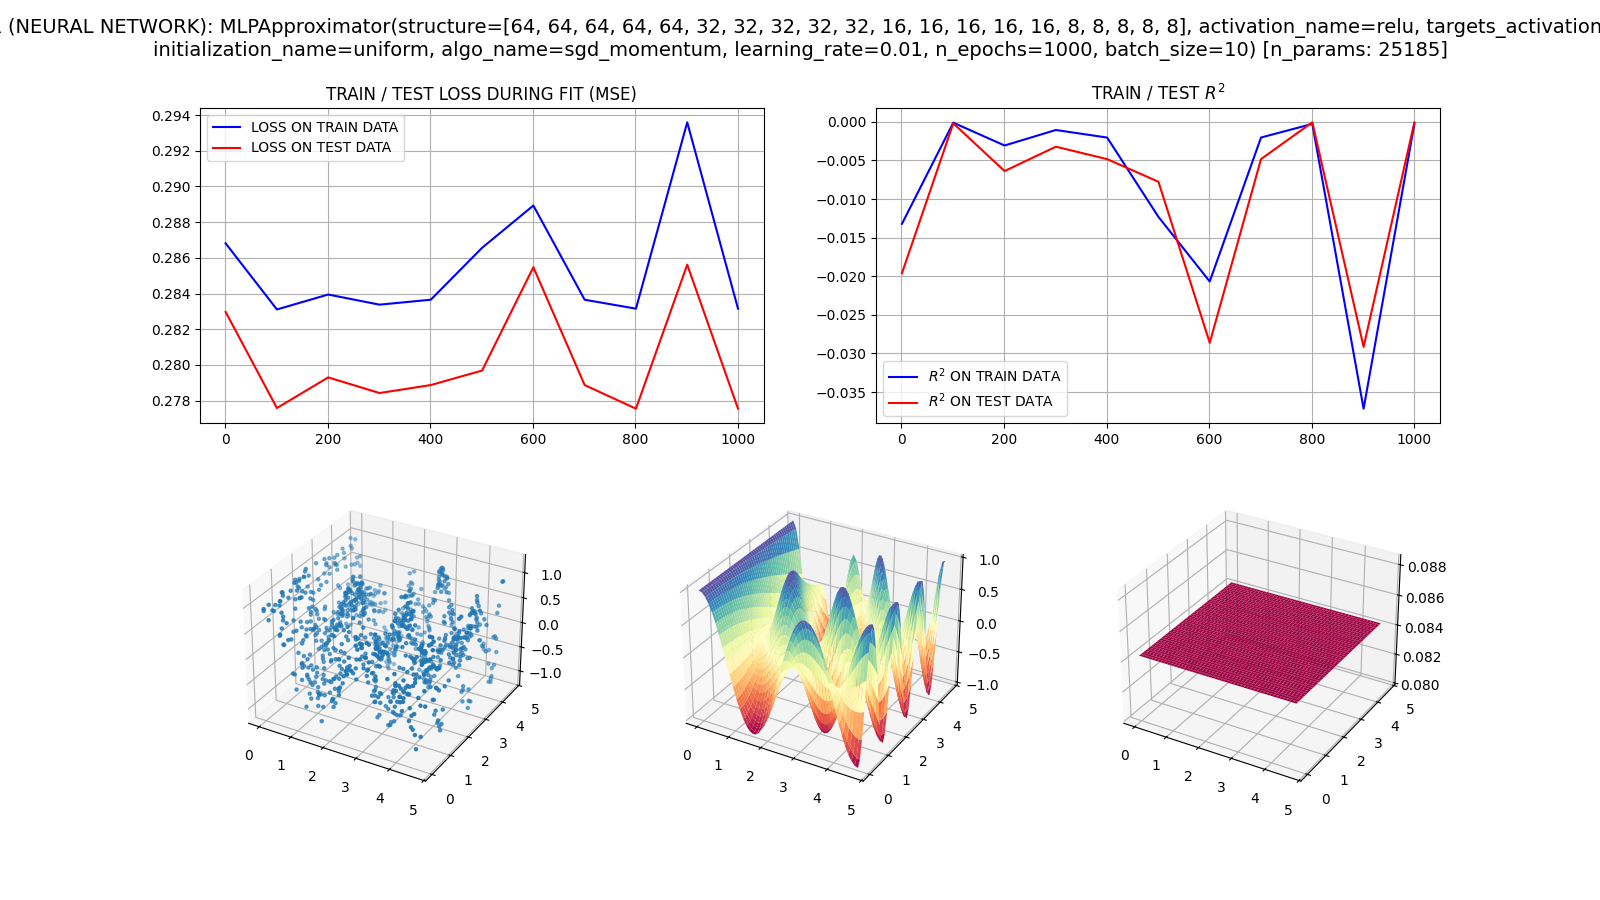 (NEURAL NETWORK): MLPApproximator(structure=[64, 64, 64, 64, 64, 32, 32, 32, 32, 32, 16, 16, 16, 16, 16, 8, 8, 8, 8, 8], activation_name=relu, targets_activation
initialization_name=uniform, algo_name=sgd_momentum, learning_rate=0.01, n_epochs=1000, batch_size=10) [n_params: 25185]
TRAIN / TEST LOSS DURING FIT (MSE)
0.294
0.292
0.290
0.288
0.286
0.284
0.282
0.280
0.278
LOSS ON TRAIN DATA
LOSS ON TEST DATA
0 200 400 600 800 1000
TRAIN / TEST R²
0.000
−0.005
−0.010
−0.015
−0.020
−0.025
−0.030
−0.035
R² ON TRAIN DATA
R² ON TEST DATA
0 200 400 600 800 1000
1.0
0.5
0.0
−0.5
−1.0
0 1 2 3 4 5
0 1 2 3 4 5
1.0
0.5
0.0
−0.5
−1.0
0 1 2 3 4 5
0 1 2 3 4 5
0.088
0.086
0.084
0.082
0.080
0 1 2 3 4 5
0 1 2 3 4 5